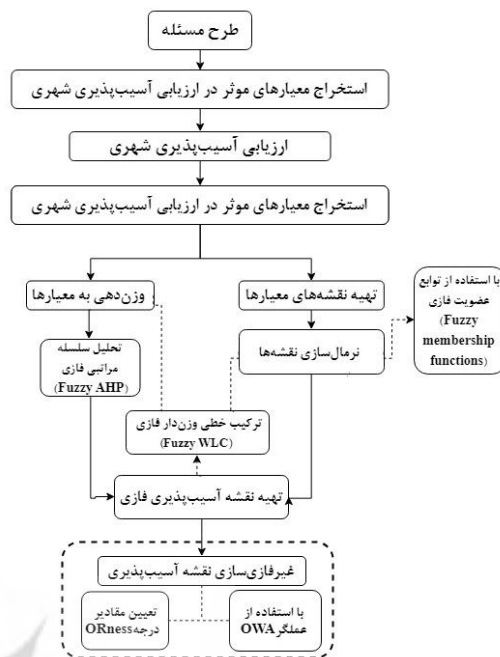 طرح مسئله
استخراج معیارهای موثر در ارزیابی آسیب‌پذیری شهری
ارزیابی آسیب‌پذیری شهری
استخراج معیارهای موثر در ارزیابی آسیب‌پذیری شهری
تهیه نقشه‌های معیارها
وزن‌دهی به معیارها
با استفاده از توابع
عضویت فازی
(Fuzzy
membership
functions)
نرمال‌سازی نقشه‌ها
تحلیل سلسله
مراتبی فازی
(Fuzzy AHP)
ترکیب خطی وزن‌دار فازی
(Fuzzy WLC)
تهیه نقشه آسیب‌پذیری فازی
غیرفازی‌سازی نقشه آسیب‌پذیری
با استفاده از
عملگر OWA
تعیین مقادیر
درجه ORness